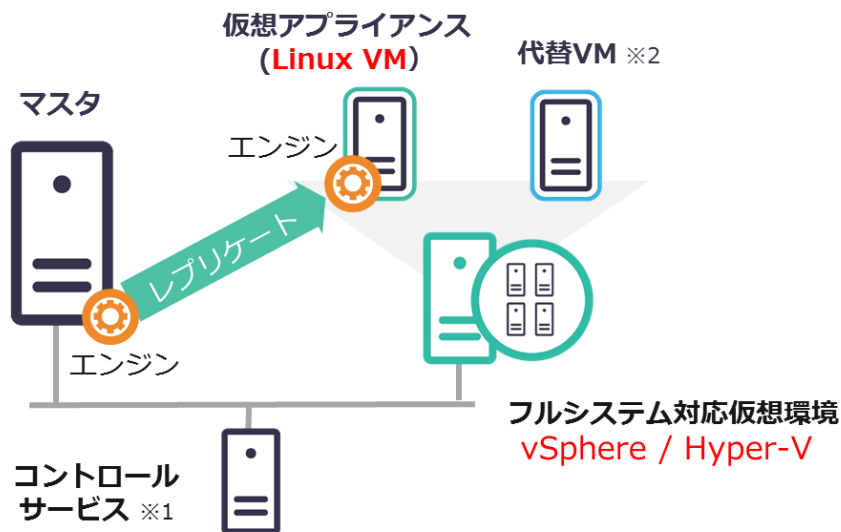 仮想アプライアンス
(Linux VM)
代替VM ※2
マスタ
エンジン
レプリケート
エンジン
フルシステム対応仮想環境
vSphere / Hyper-V
コントロール
サービス ※1